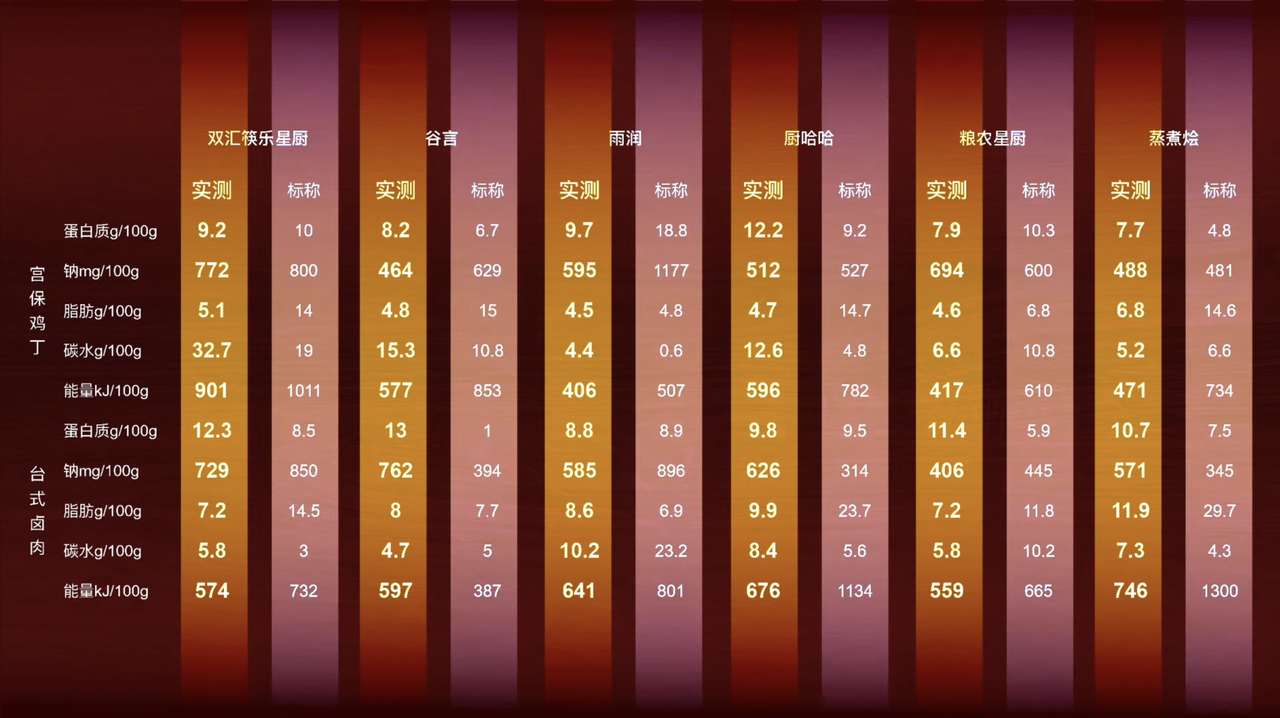 双汇筷乐星厨 谷言 雨润 厨哈哈 粮农星厨 蒸煮烩
实测 标称 实测 标称 实测 标称 实测 标称 实测 标称 实测 标称
宫保鸡丁
蛋白质g/100g 9.2 10 8.2 6.7 9.7 18.8 12.2 9.2 7.9 10.3 7.7 4.8
钠mg/100g 772 800 464 629 595 1177 512 527 694 600 488 481
脂肪g/100g 5.1 14 4.8 15 4.5 4.8 4.7 14.7 4.6 6.8 6.8 14.6
碳水g/100g 32.7 19 15.3 10.8 4.4 0.6 12.6 4.8 6.6 10.8 5.2 6.6
能量kJ/100g 901 1011 577 853 406 507 596 782 417 610 471 734
台式卤肉
蛋白质g/100g 12.3 8.5 13 1 8.8 8.9 9.8 9.5 11.4 5.9 10.7 7.5
钠mg/100g 729 850 762 394 585 896 626 314 406 445 571 345
脂肪g/100g 7.2 14.5 8 7.7 8.6 6.9 9.9 23.7 7.2 11.8 11.9 29.7
碳水g/100g 5.8 3 4.7 5 10.2 23.2 8.4 5.6 5.8 10.2 7.3 4.3
能量kJ/100g 574 732 597 387 641 801 676 1134 559 665 746 1300